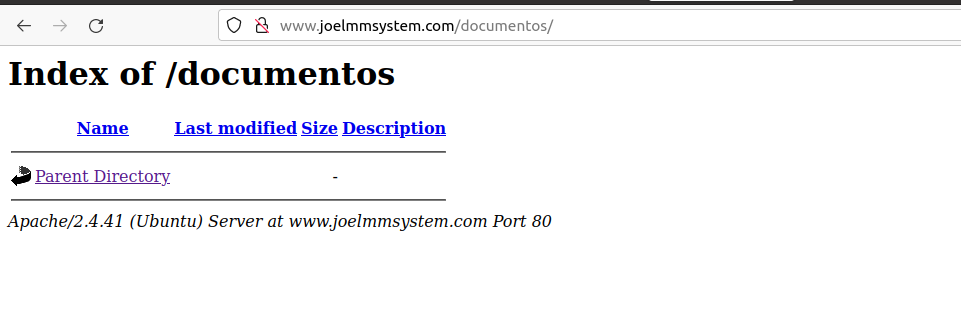 www.joelmmsystem.com/documentos/
Index of /documentos
Name Last modified Size Description
Parent Directory -
Apache/2.4.41 (Ubuntu) Server at www.joelmmsystem.com Port 80